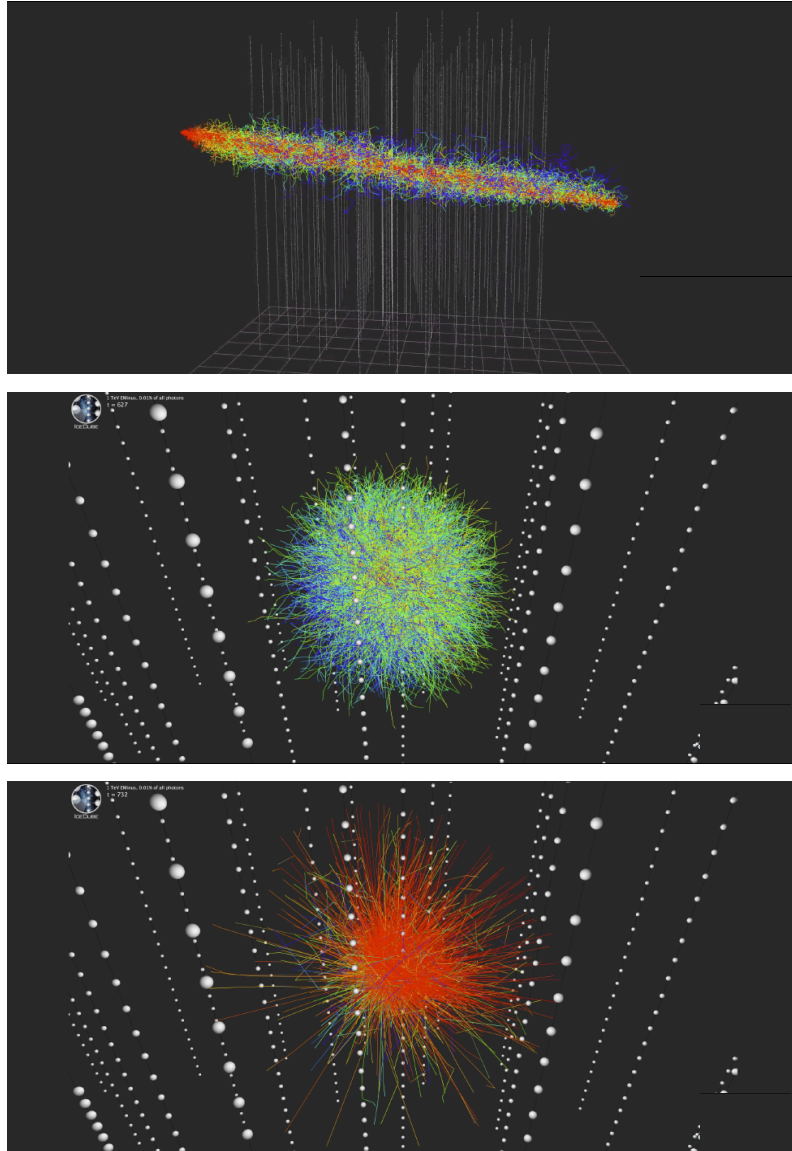 1 TeV EMinus, 0.01% of all photons
t = 627
ICECUBE
1 TeV EMinus, 0.01% of all photons
t = 732
ICECUBE